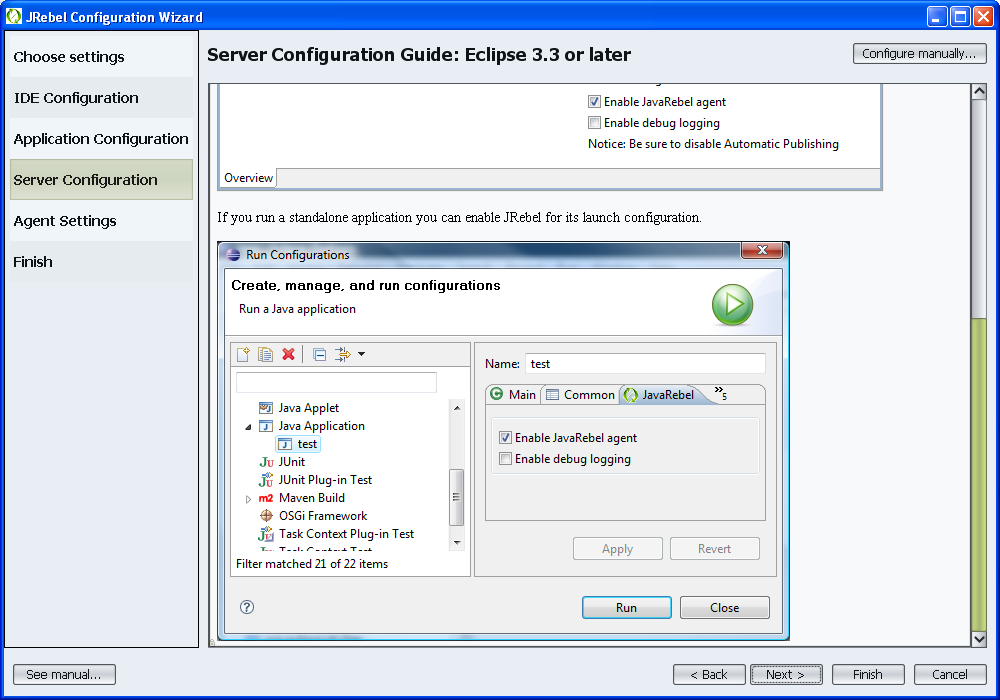 JRebel Configuration Wizard
Choose settings
IDE Configuration
Application Configuration
Server Configuration
Agent Settings
Finish
Server Configuration Guide: Eclipse 3.3 or later
Configure manually...
Enable JavaRebel agent
Enable debug logging
Notice: Be sure to disable Automatic Publishing
Overview
If you run a standalone application you can enable JRebel for its launch configuration.
Run Configurations
Create, manage, and run configurations
Run a Java application
Java Applet
Java Application
test
JUnit
JUnit Plug-in Test
m2 Maven Build
OSGi Framework
Task Context Plug-in Test
Task Context Test
Filter matched 21 of 22 items
Name: test
Main
Common
JavaRebel
»5
Enable JavaRebel agent
Enable debug logging
Apply
Revert
Run
Close
See manual...
< Back
Next >
Finish
Cancel